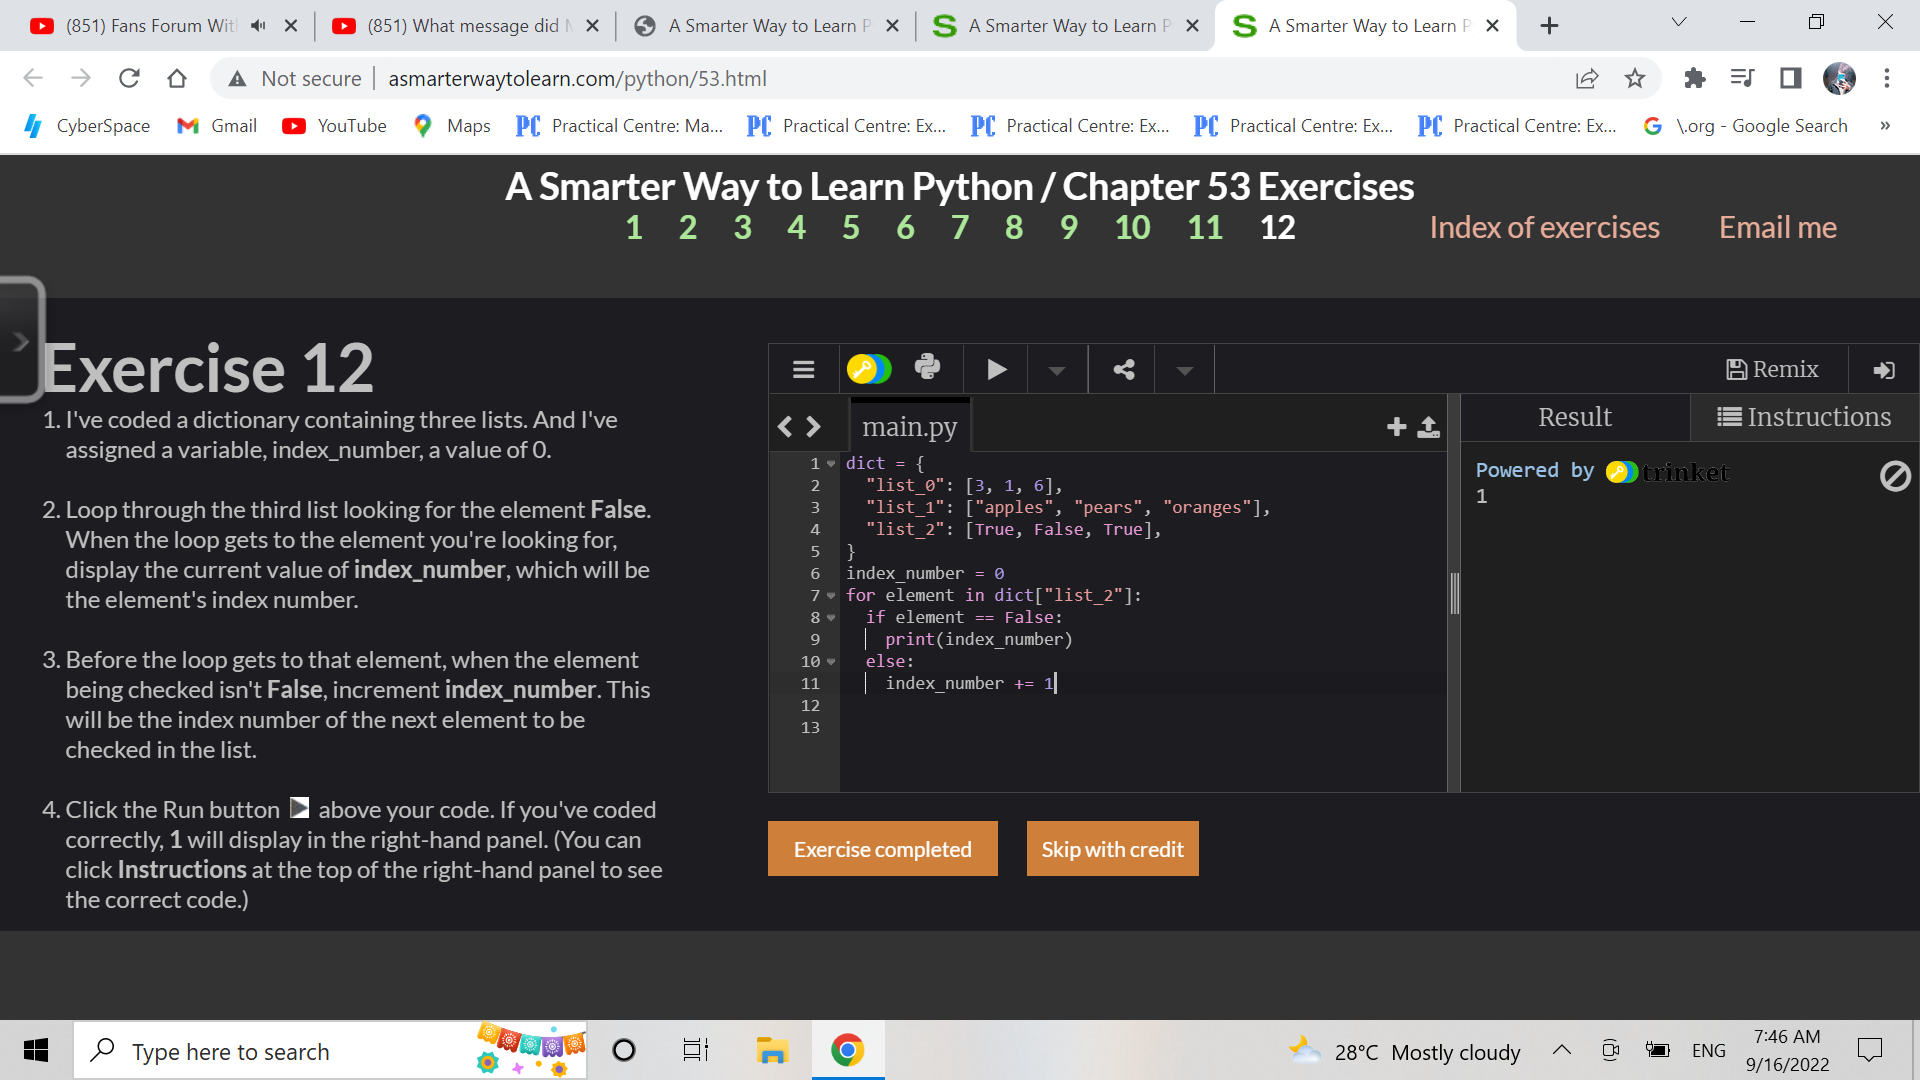 (851) Fans Forum Wit
(851) What message did
A Smarter Way to Learn P
A Smarter Way to Learn P
A Smarter Way to Learn P
Not secure
asmarterwaytolearn.com/python/53.html
CyberSpace
Gmail
YouTube
Maps
PC Practical Centre: Ma...
PC Practical Centre: Ex...
PC Practical Centre: Ex...
PC Practical Centre: Ex...
PC Practical Centre: Ex...
\.org - Google Search
»
A Smarter Way to Learn Python / Chapter 53 Exercises
1 2 3 4 5 6 7 8 9 10 11 12
Index of exercises
Email me
Exercise 12
1. I've coded a dictionary containing three lists. And I've
assigned a variable, index_number, a value of 0.
2. Loop through the third list looking for the element False.
When the loop gets to the element you're looking for,
display the current value of index_number, which will be
the element's index number.
3. Before the loop gets to that element, when the element
being checked isn't False, increment index_number. This
will be the index number of the next element to be
checked in the list.
4. Click the Run button above your code. If you've coded
correctly, 1 will display in the right-hand panel. (You can
click Instructions at the top of the right-hand panel to see
the correct code.)
Remix
main.py
1 dict = {
2 "list_0": [3, 1, 6],
3 "list_1": ["apples", "pears", "oranges"],
4 "list_2": [True, False, True],
5 }
6 index_number = 0
7 for element in dict["list_2"]:
8 if element == False:
9 print(index_number)
10 else:
11 index_number += 1
12
13
Result
Instructions
Powered by trinket
1
Exercise completed
Skip with credit
Type here to search
28°C Mostly cloudy
ENG
7:46 AM
9/16/2022